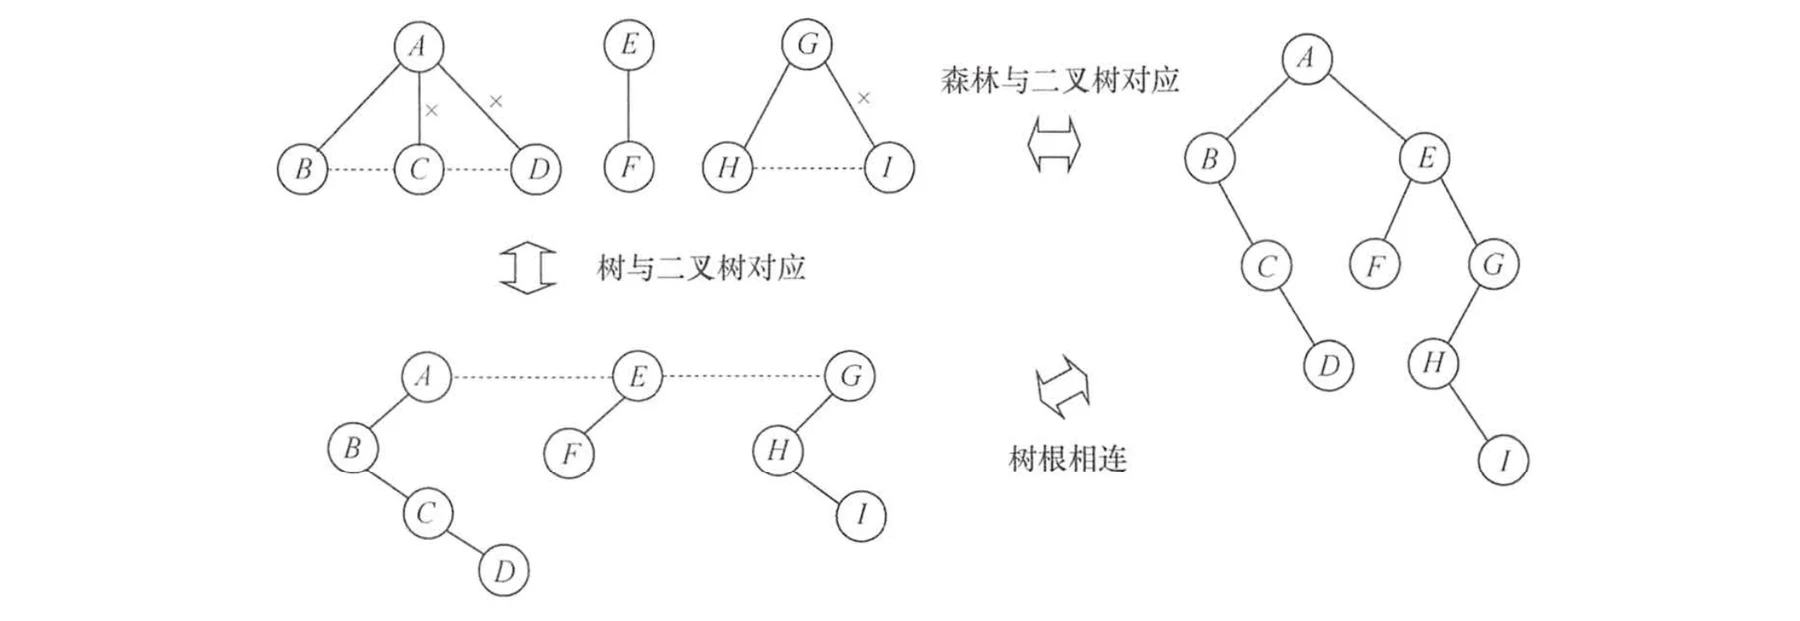 A E G
× × ×
B C D F H I
森林与二叉树对应
A
B E
C F G
D H
I
树与二叉树对应
A E G
B F H
C I
D
树根相连